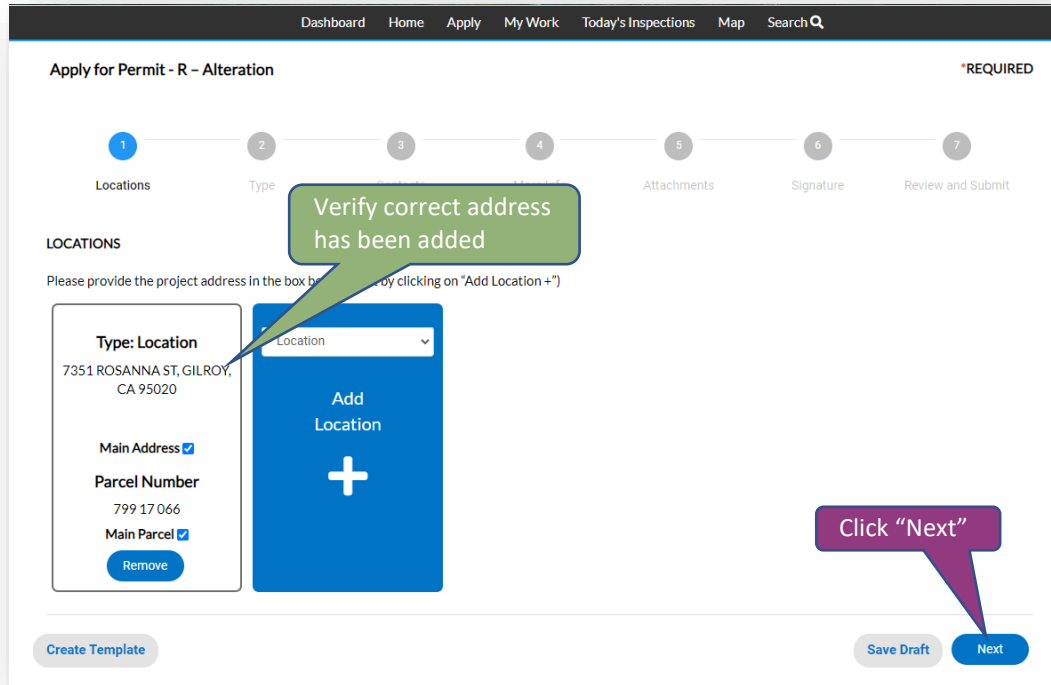 Dashboard Home Apply My Work Today's Inspections Map Search
Apply for Permit - R – Alteration
*REQUIRED
1 2 3 4 5 6 7
Locations Type Attachments Signature Review and Submit
Verify correct address
has been added
LOCATIONS
Please provide the project address in the box by clicking on “Add Location +”)
Type: Location
7351 ROSANNA ST, GILROY,
CA 95020
Main Address
Parcel Number
799 17 066
Main Parcel
Remove
Location
Add
Location
Click “Next”
Create Template
Save Draft
Next